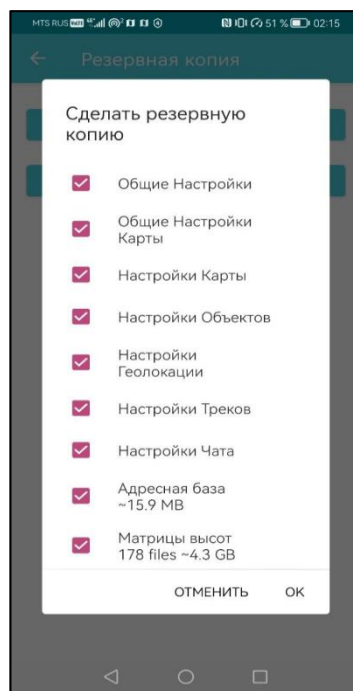 MTS RUS VoLTE 4G 51 % 02:15
Резервная копия
Сделать резервную
копию
Общие Настройки
Общие Настройки
Карты
Настройки Карты
Настройки Объектов
Настройки
Геолокации
Настройки Треков
Настройки Чата
Адресная база
~15.9 MB
Матрицы высот
178 files ~4.3 GB
ОТМЕНИТЬ OK